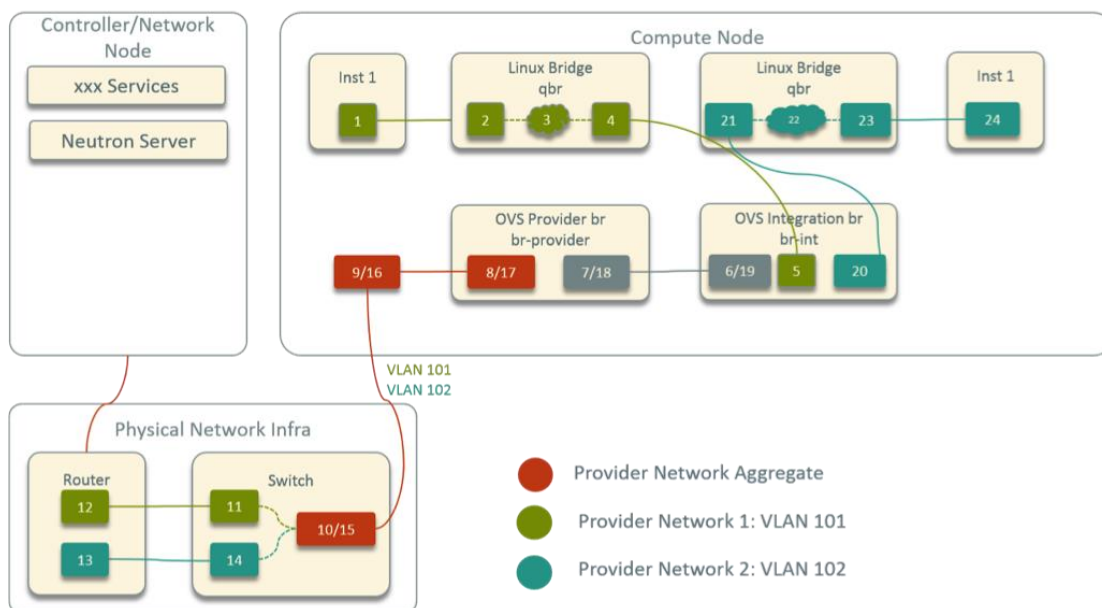 Controller/Network
Node
xxx Services
Neutron Server
Compute Node
Inst 1
1
Linux Bridge
qbr
2
3
4
Linux Bridge
qbr
21
22
23
Inst 1
24
OVS Provider br
br-provider
9/16
8/17
7/18
OVS Integration br
br-int
6/19
5
20
VLAN 101
VLAN 102
Physical Network Infra
Router
12
13
Switch
11
14
10/15
Provider Network Aggregate
Provider Network 1: VLAN 101
Provider Network 2: VLAN 102